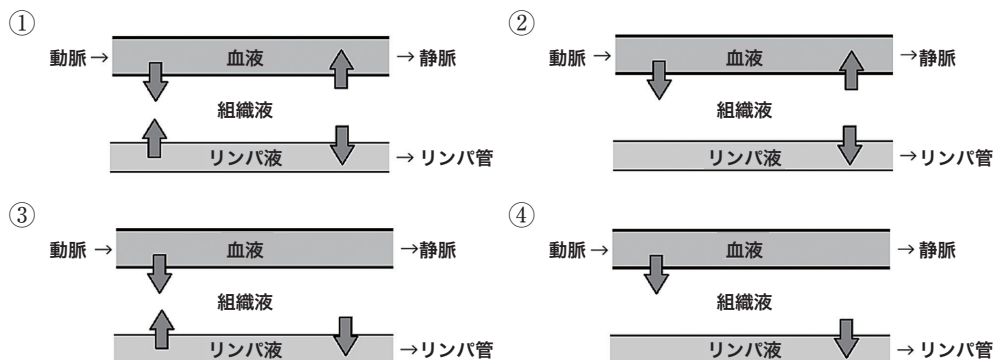 ①
動脈→ 血液 →静脈
組織液
リンパ液 →リンパ管
②
動脈→ 血液 →静脈
組織液
リンパ液 →リンパ管
③
動脈→ 血液 →静脈
組織液
リンパ液 →リンパ管
④
動脈→ 血液 →静脈
組織液
リンパ液 →リンパ管